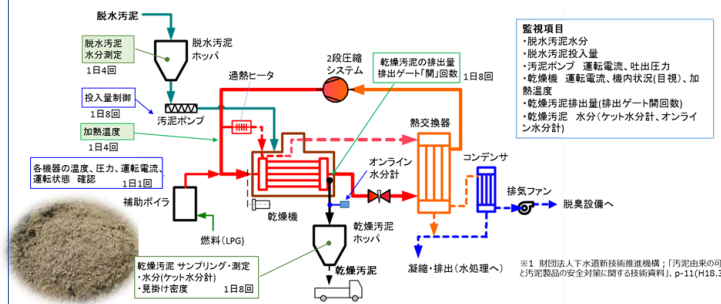 脱水汚泥
脱水汚泥
水分測定
1日4回
脱水汚泥
ホッパ
過熱ヒータ
2段圧縮
システム
乾燥汚泥の排出量
排出ゲート「開」回数
1日8回
監視項目
・脱水汚泥水分
・脱水汚泥投入量
・汚泥ポンプ 運転電流、吐出圧力
・乾燥機 運転電流、機内状況(目視)、加
熱温度
・乾燥汚泥排出量(排出ゲート開回数)
・乾燥汚泥 水分(ケット水分計、オンライ
ン水分計)
投入量制御
1日8回
汚泥ポンプ
加熱温度
1日4回
熱交換器
コンデンサ
オンライン
水分計
各機器の温度、圧力、運転電流、
運転状態 確認
1日1回
補助ボイラ
乾燥機
排気ファン
脱臭設備へ
燃料(LPG)
乾燥汚泥
ホッパ
凝縮・排出(水処理へ)
乾燥汚泥 サンプリング・測定
・水分(ケット水分計)
・見掛け密度
1日8回
乾燥汚泥
※1 財団法人下水道新技術推進機構;「汚泥由来の可
と汚泥製品の安全対策に関する技術資料」、p-11(H18.3